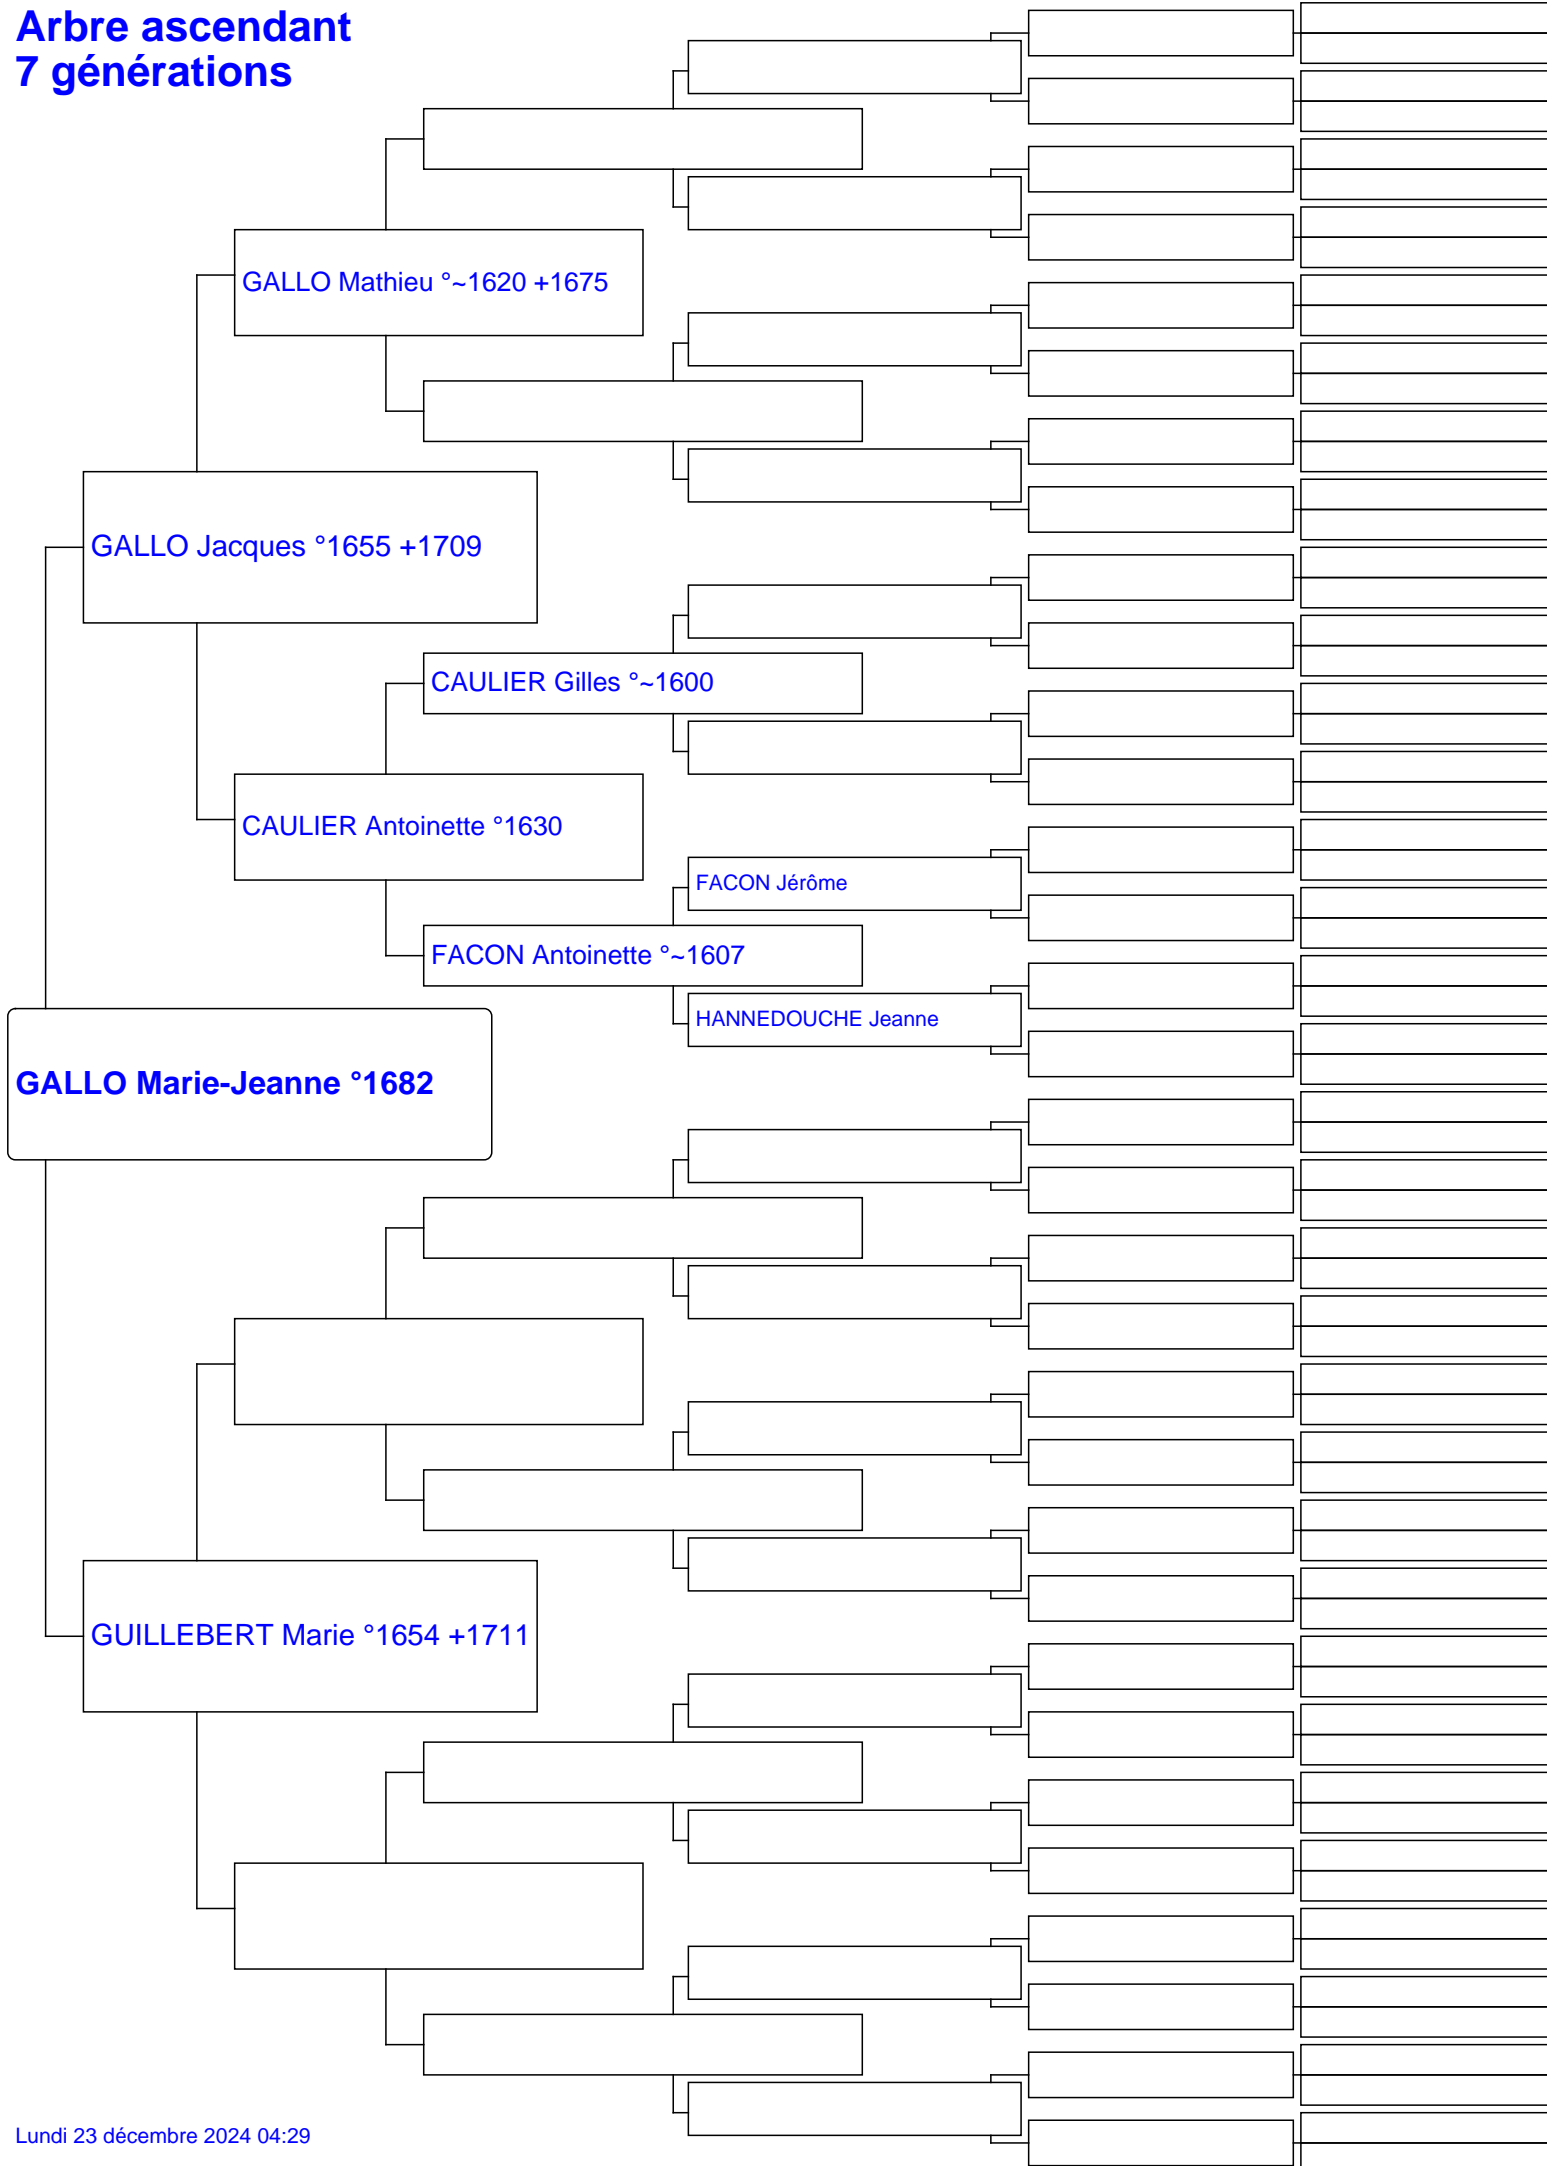 Arbre ascendant
7 générations
GALLO Mathieu °~1620 +1675
GALLO Jacques °1655 +1709
CAULIER Gilles °~1600
CAULIER Antoinette °1630
FACON Jérôme
FACON Antoinette °~1607
HANNEDOUCHE Jeanne
GALLO Marie-Jeanne °1682
GUILLEBERT Marie °1654 +1711
Lundi 23 décembre 2024 04:29